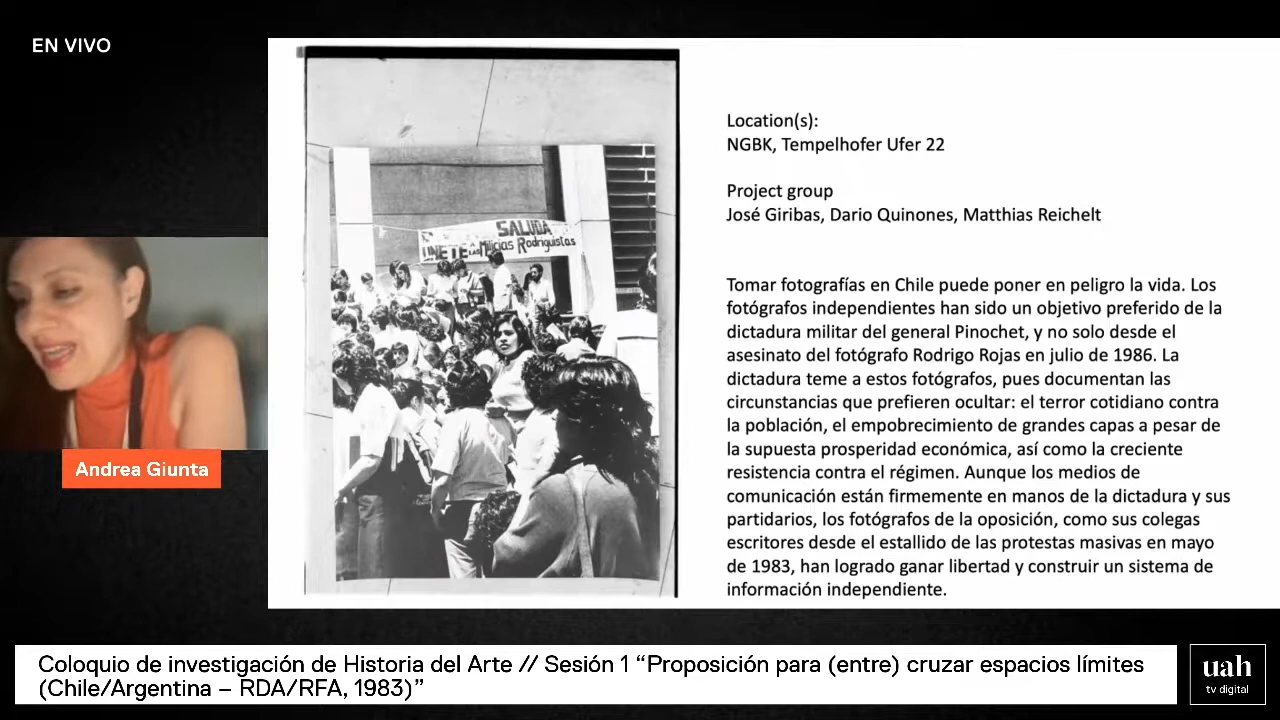 EN VIVO
SALUDA
UNETE A LAS Milicias Rodriguistas
Location(s):
NGBK, Tempelhofer Ufer 22
Project group
José Giribas, Dario Quinones, Matthias Reichelt
Tomar fotografías en Chile puede poner en peligro la vida. Los
fotógrafos independientes han sido un objetivo preferido de la
dictadura militar del general Pinochet, y no solo desde el
asesinato del fotógrafo Rodrigo Rojas en julio de 1986. La
dictadura teme a estos fotógrafos, pues documentan las
circunstancias que prefieren ocultar: el terror cotidiano contra
la población, el empobrecimiento de grandes capas a pesar de
la supuesta prosperidad económica, así como la creciente
resistencia contra el régimen. Aunque los medios de
comunicación están firmemente en manos de la dictadura y sus
partidarios, los fotógrafos de la oposición, como sus colegas
escritores desde el estallido de las protestas masivas en mayo
de 1983, han logrado ganar libertad y construir un sistema de
información independiente.
Andrea Giunta
Coloquio de investigación de Historia del Arte // Sesión 1 “Proposición para (entre) cruzar espacios límites
(Chile/Argentina – RDA/RFA, 1983)”
uah
tv digital